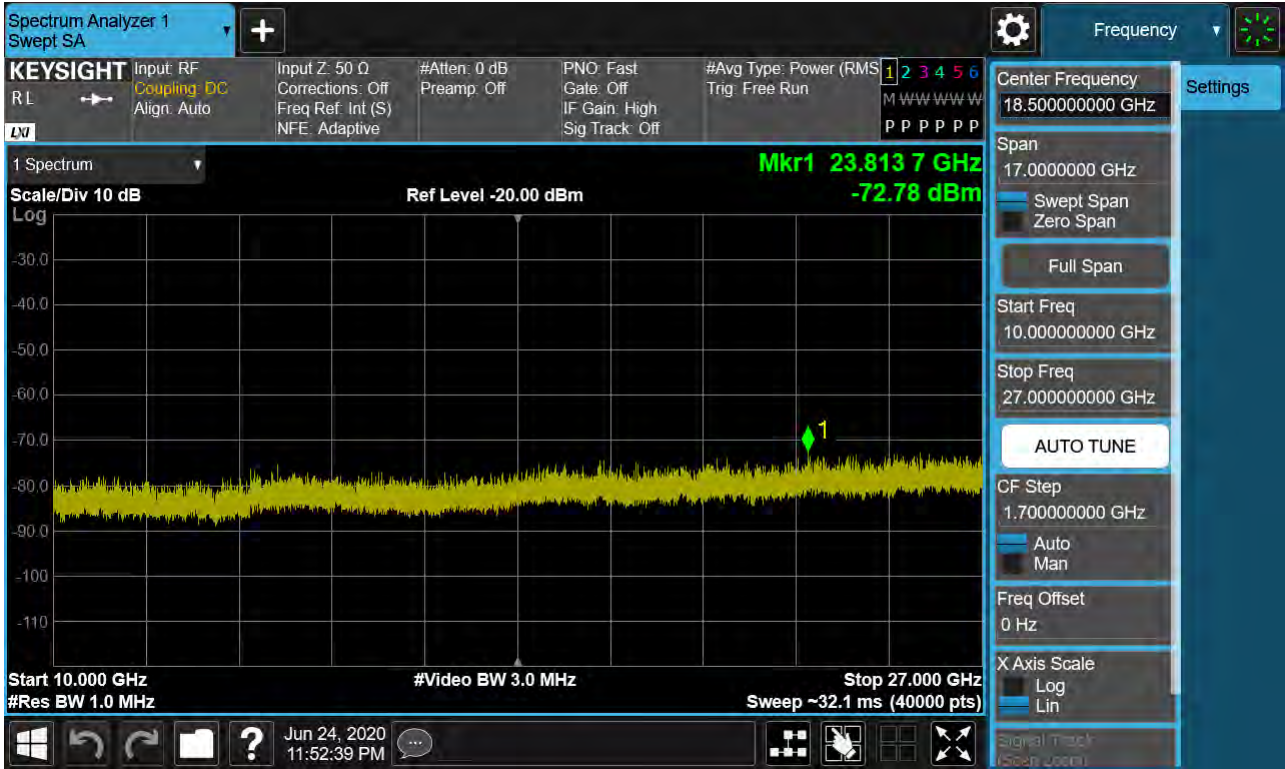 Spectrum Analyzer 1
Swept SA
+
Frequency
KEYSIGHT
R L
LXI
Input: RF
Coupling: DC
Align: Auto
Input Z: 50 Ω
Corrections: Off
Freq Ref: Int (S)
NFE: Adaptive
#Atten: 0 dB
Preamp: Off
PNO: Fast
Gate: Off
IF Gain: High
Sig Track: Off
#Avg Type: Power (RMS
Trig: Free Run
1 2 3 4 5 6
M W W W W W
P P P P P P
1 Spectrum
Mkr1 23.813 7 GHz
Scale/Div 10 dB
Ref Level -20.00 dBm
-72.78 dBm
Log
-30.0
-40.0
-50.0
-60.0
-70.0
1
-80.0
-90.0
-100
-110
Start 10.000 GHz
#Video BW 3.0 MHz
Stop 27.000 GHz
#Res BW 1.0 MHz
Sweep ~32.1 ms (40000 pts)
?
Jun 24, 2020
11:52:39 PM
Center Frequency
18.500000000 GHz
Settings
Span
17.0000000 GHz
Swept Span
Zero Span
Full Span
Start Freq
10.000000000 GHz
Stop Freq
27.000000000 GHz
AUTO TUNE
CF Step
1.700000000 GHz
Auto
Man
Freq Offset
0 Hz
X Axis Scale
Log
Lin
Signal Track
(Span Zoom)